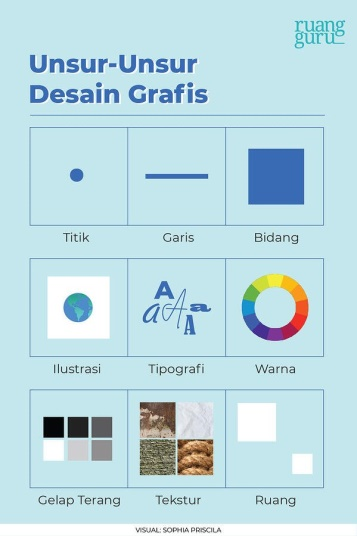 ruang
guru
Unsur-Unsur
Desain Grafis
Titik
Garis
Bidang
A
a
A
a
A
Ilustrasi
Tipografi
Warna
Gelap Terang
Tekstur
Ruang
VISUAL: SOPHIA PRISCILA